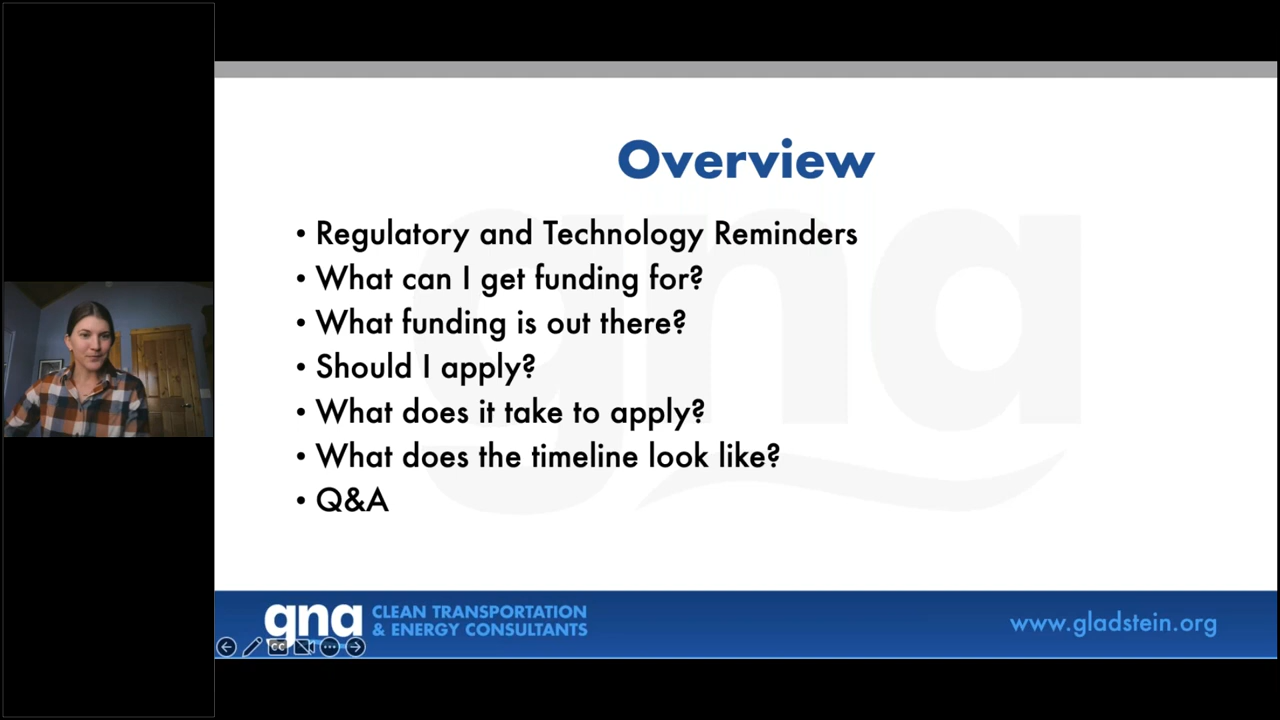 Overview
• Regulatory and Technology Reminders
• What can I get funding for?
• What funding is out there?
• Should I apply?
• What does it take to apply?
• What does the timeline look like?
• Q&A
gna
CLEAN TRANSPORTATION
& ENERGY CONSULTANTS
www.gladstein.org
CC